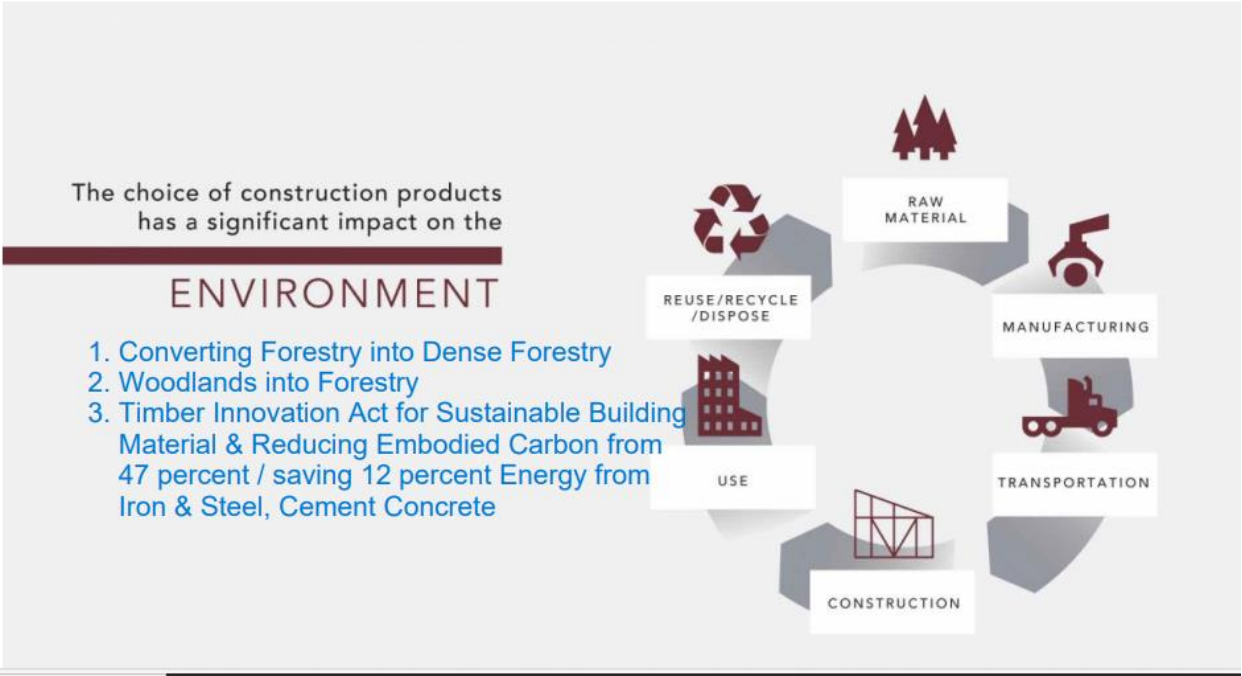 The choice of construction products
has a significant impact on the
ENVIRONMENT
1. Converting Forestry into Dense Forestry
2. Woodlands into Forestry
3. Timber Innovation Act for Sustainable Building
Material & Reducing Embodied Carbon from
47 percent / saving 12 percent Energy from
Iron & Steel, Cement Concrete
RAW
MATERIAL
MANUFACTURING
TRANSPORTATION
CONSTRUCTION
USE
REUSE/RECYCLE
/DISPOSE